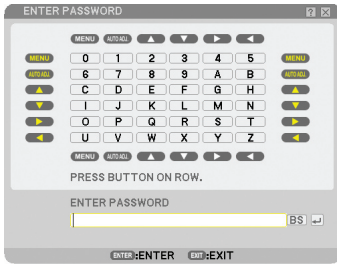 ENTER PASSWORD
MENU AUTO ADJ.
MENU 0 1 2 3 4 5 MENU
AUTO ADJ. 6 7 8 9 A B AUTO ADJ.
C D E F G H
I J K L M N
O P Q R S T
U V W X Y Z
MENU AUTO ADJ.
PRESS BUTTON ON ROW.
ENTER PASSWORD
BS
ENTER :ENTER EXIT :EXIT